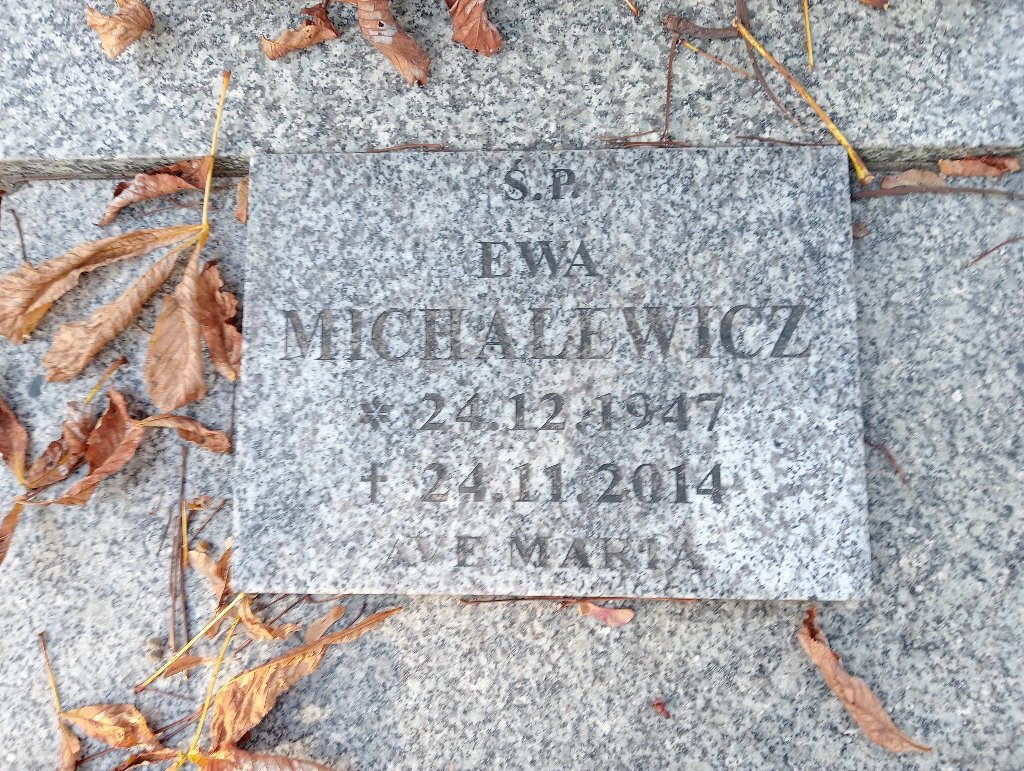 S.P.
EWA
MICHALEWICZ
* 24.12.1947
† 24.11.2014
AVE MARIA